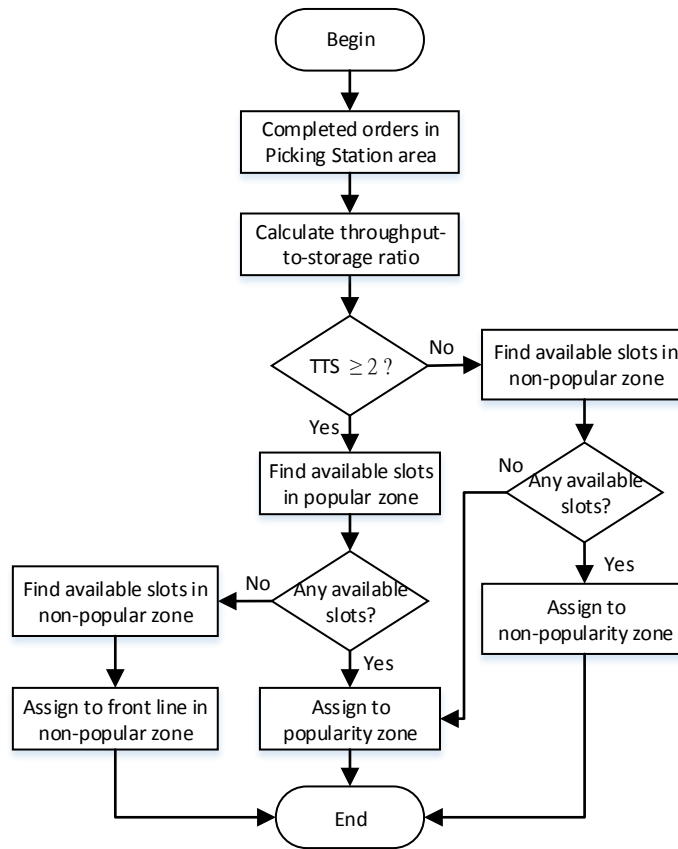 Begin
Completed orders in
Picking Station area
Calculate throughput-
to-storage ratio
TTS ≥ 2 ?
No
Find available slots in
non-popular zone
Yes
Find available slots
in popular zone
No
Any available
slots?
Find available slots in
non-popular zone
No
Any available
slots?
Yes
Assign to
non-popularity zone
Yes
Assign to front line in
non-popular zone
Assign to
popularity zone
End